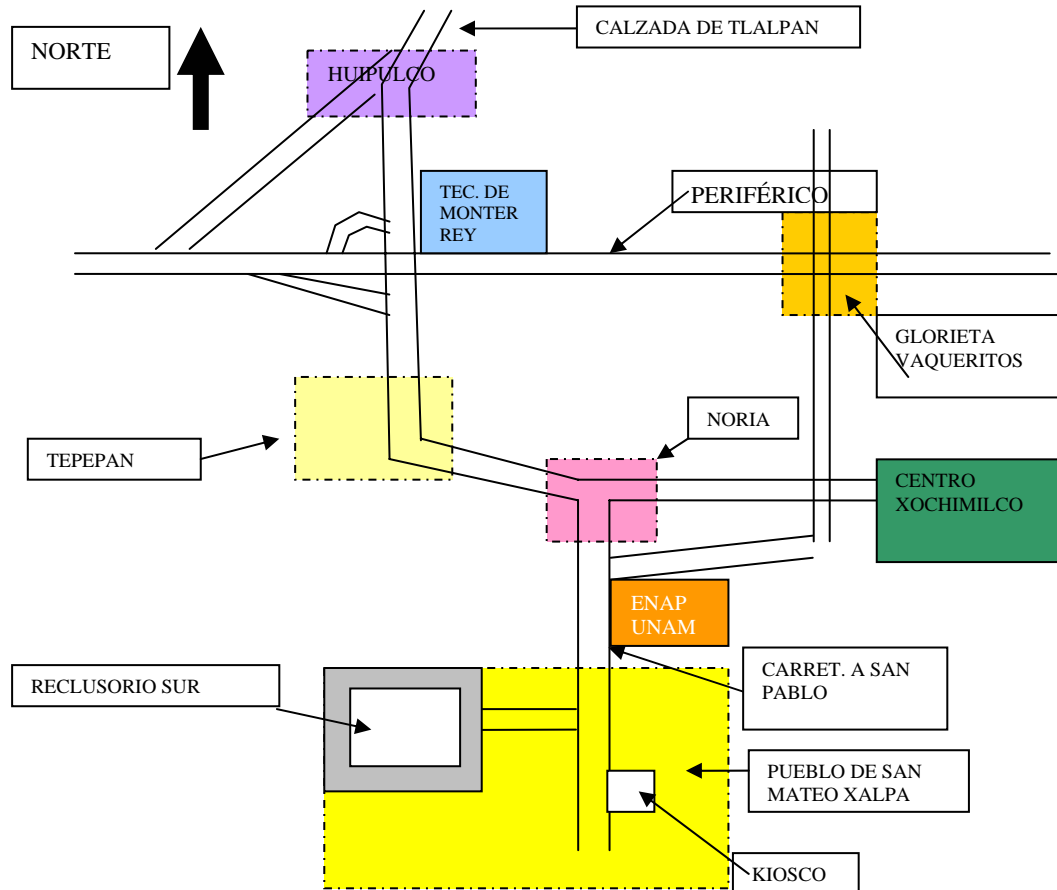 CALZADA DE TLALPAN
NORTE
HUIPULCO
TEC. DE
MONTER
REY
PERIFÉRICO
GLORIETA
VAQUERITOS
NORIA
TEPEPAN
CENTRO
XOCHIMILCO
ENAP
UNAM
CARRET. A SAN
PABLO
RECLUSORIO SUR
PUEBLO DE SAN
MATEO XALPA
KIOSCO